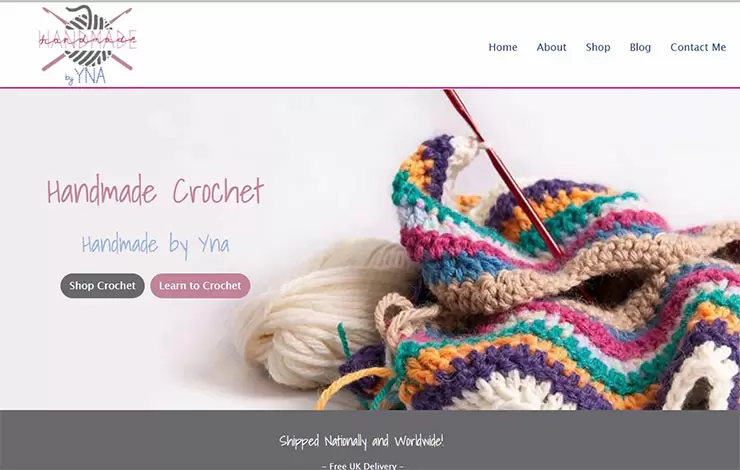 HANDMADE
handmade
by YNA
Home About Shop Blog Contact Me
Handmade Crochet
Handmade by Yna
Shop Crochet Learn to Crochet
Shipped Nationally and Worldwide!
~ Free UK Delivery ~